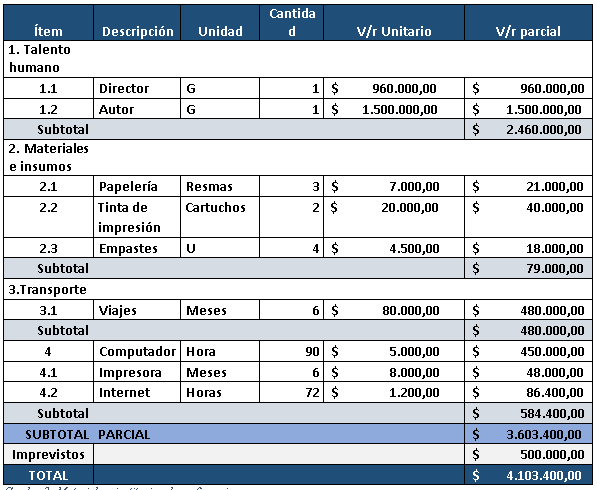 Ítem Descripción Unidad Cantidad V/r Unitario V/r parcial
1. Talento humano
1.1 Director G 1 $ 960.000,00 $ 960.000,00
1.2 Autor G 1 $ 1.500.000,00 $ 1.500.000,00
Subtotal $ 2.460.000,00
2. Materiales e insumos
2.1 Papelería Resmas 3 $ 7.000,00 $ 21.000,00
2.2 Tinta de impresión Cartuchos 2 $ 20.000,00 $ 40.000,00
2.3 Empastes U 4 $ 4.500,00 $ 18.000,00
Subtotal $ 79.000,00
3.Transporte
3.1 Viajes Meses 6 $ 80.000,00 $ 480.000,00
Subtotal $ 480.000,00
4 Computador Hora 90 $ 5.000,00 $ 450.000,00
4.1 Impresora Meses 6 $ 8.000,00 $ 48.000,00
4.2 Internet Horas 72 $ 1.200,00 $ 86.400,00
Subtotal $ 584.400,00
SUBTOTAL PARCIAL $ 3.603.400,00
Imprevistos $ 500.000,00
TOTAL $ 4.103.400,00